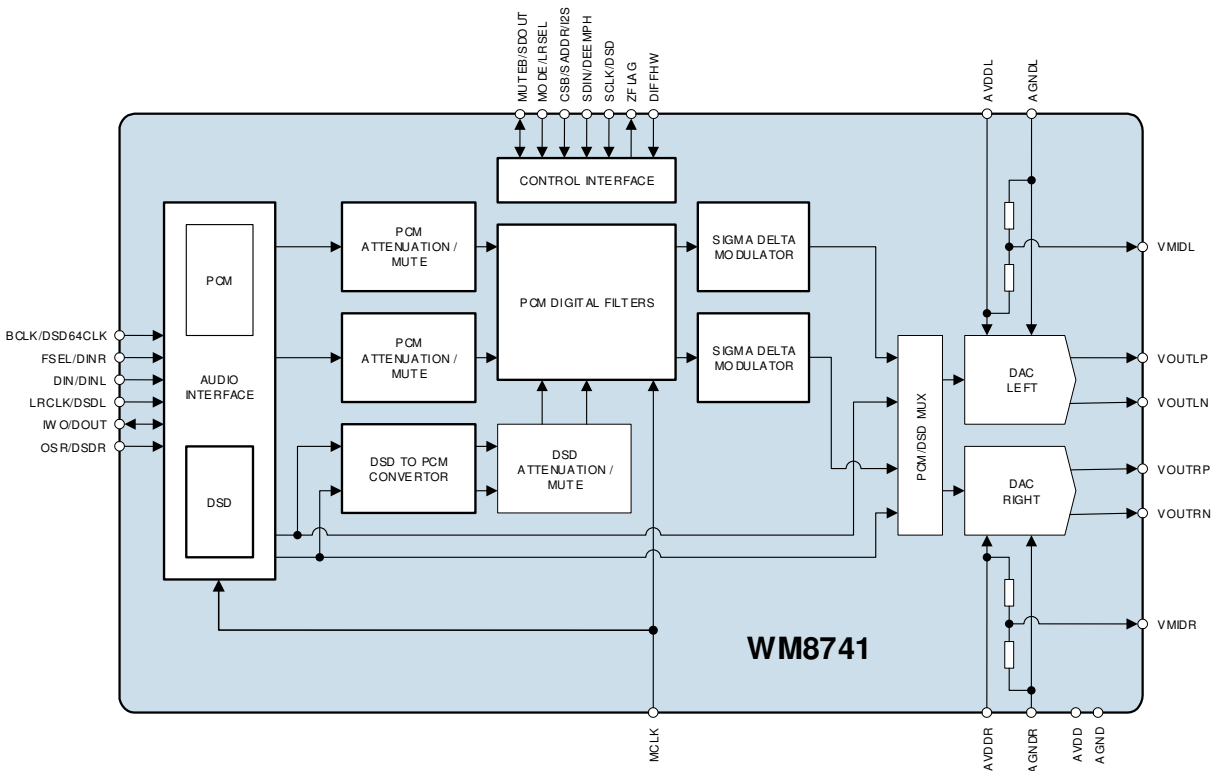 MUTEB/SDOUT
MODE/LRSEL
CSB/SADDR/I2S
SDIN/DEEMPH
SCLK/DSD
ZFLAG
DIFFHW
AVDDL
AGNDL
CONTROL INTERFACE
PCM
PCM
ATTENUATION /
MUTE
PCM DIGITAL FILTERS
SIGMA DELTA
MODULATOR
VMIDL
BCLK/DSD64CLK
FSEL/DINR
DIN/DINL
LRCLK/DSDL
IWO/DOUT
OSR/DSDR
AUDIO
INTERFACE
PCM
ATTENUATION /
MUTE
SIGMA DELTA
MODULATOR
PCM/DSD MUX
DAC
LEFT
VOUTLP
VOUTLN
DSD
DSD TO PCM
CONVERTOR
DSD
ATTENUATION /
MUTE
DAC
RIGHT
VOUTRP
VOUTRN
WM8741
VMIDR
MCLK
AVDDR
AGNDR
AVDD
AGND